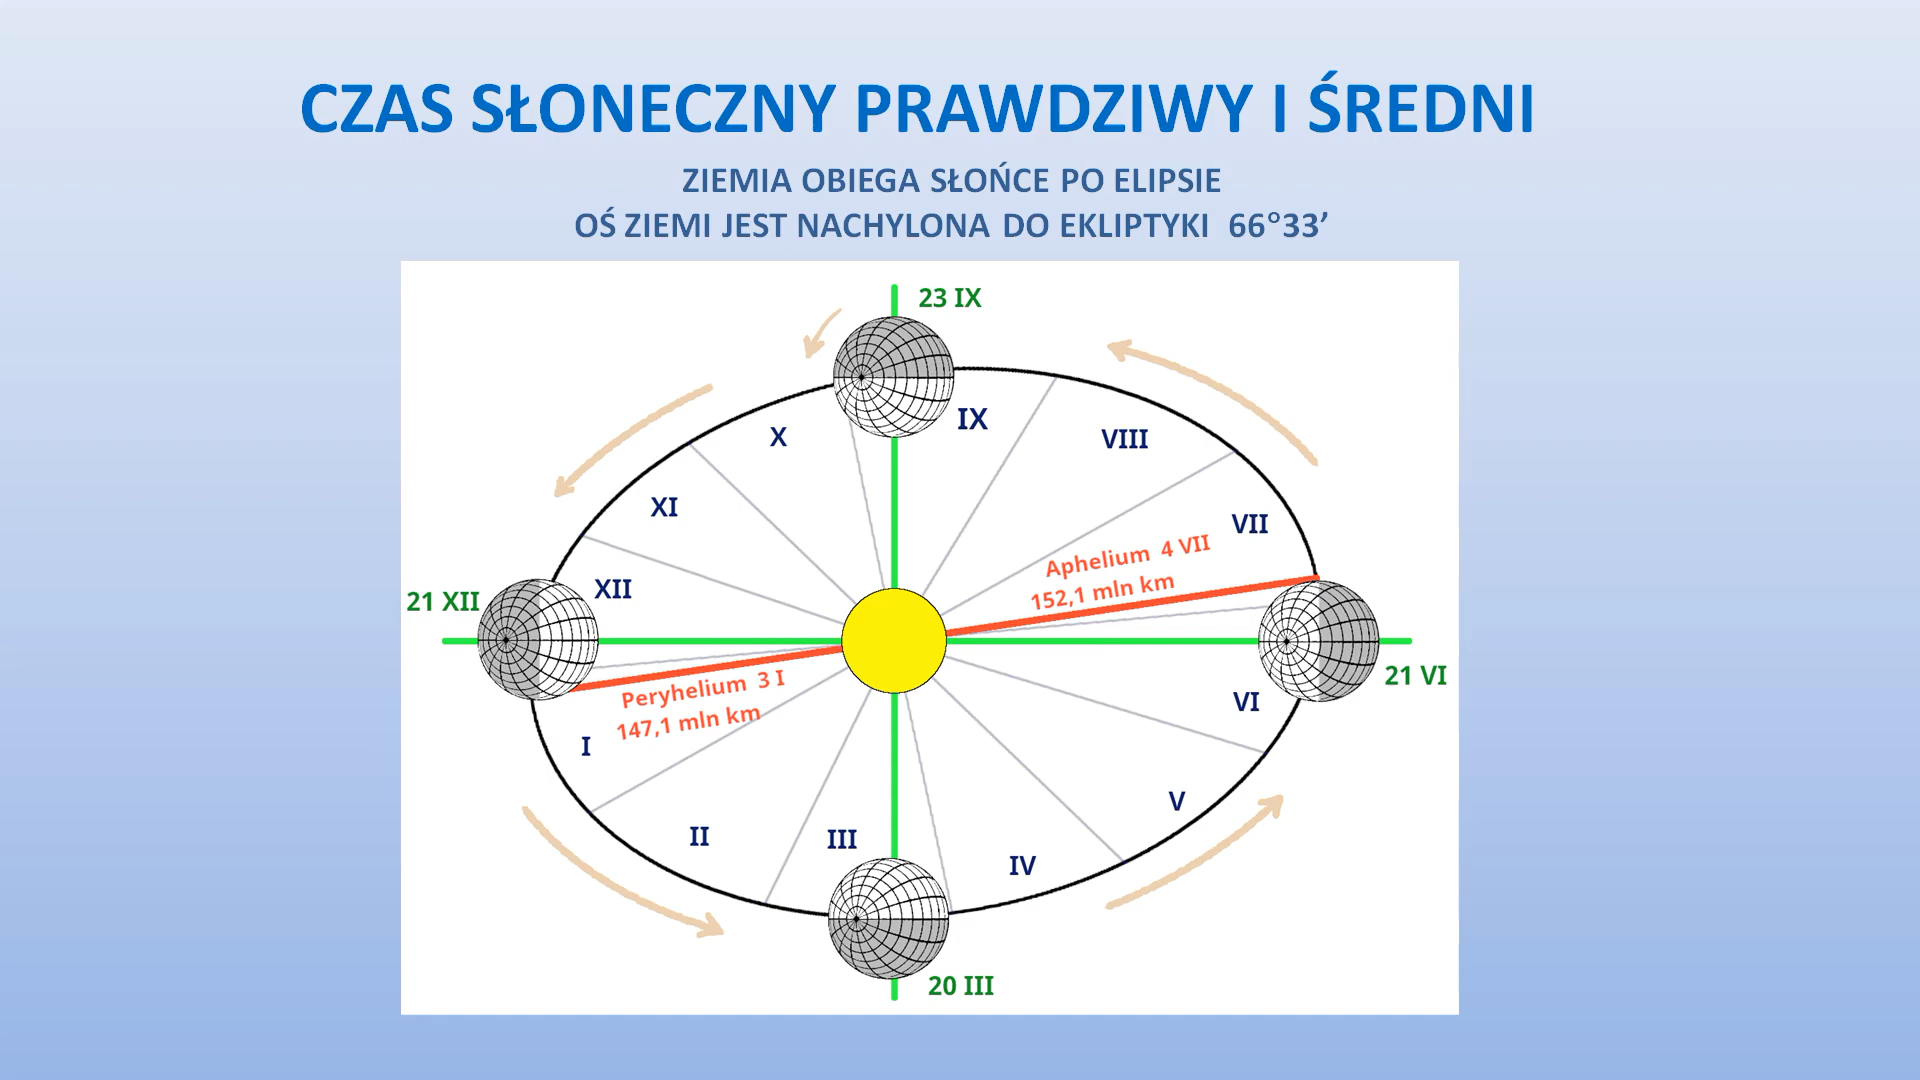 CZAS SŁONECZNY PRAWDZIWY I ŚREDNI
ZIEMIA OBIEGA SŁOŃCE PO ELIPSIE
OŚ ZIEMI JEST NACHYLONA DO EKLIPTYKI 66°33’
23 IX
IX
X
VIII
XI
VII
Aphelium 4 VII
152,1 mln km
21 XII
XII
21 VI
Peryhelium 3 I
147,1 mln km
VI
I
V
II
III
IV
20 III